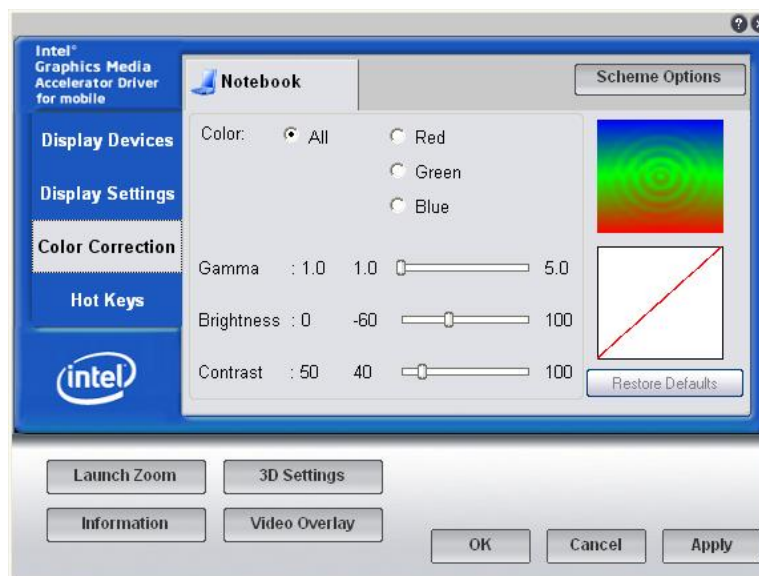 Intel®
Graphics Media
Accelerator Driver
for mobile
Notebook
Scheme Options
Display Devices
Display Settings
Color Correction
Hot Keys
intel
Color: All Red
Green
Blue
Gamma : 1.0 1.0 5.0
Brightness : 0 -60 100
Contrast : 50 40 100
Restore Defaults
Launch Zoom
3D Settings
Information
Video Overlay
OK
Cancel
Apply